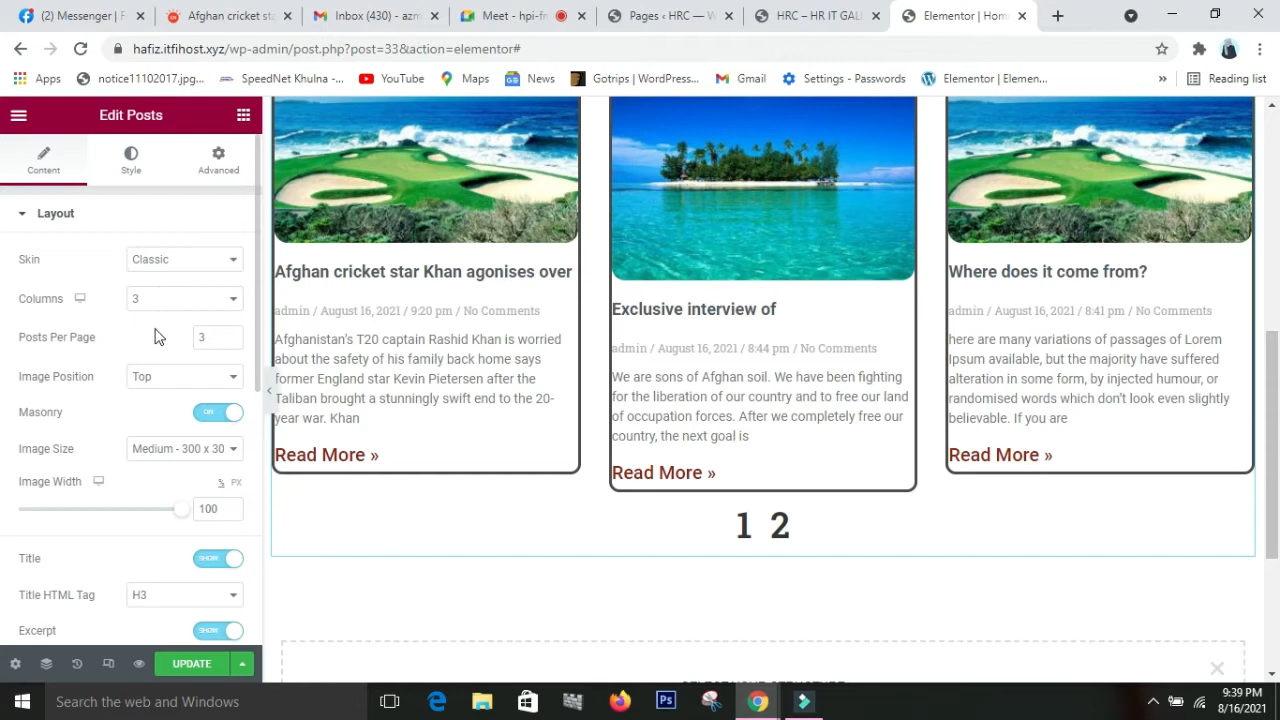 (2) Messenger | F
Afghan cricket sta
Inbox (430) - azm
Meet - hpi-fn
Pages ‹ HRC — W
HRC – HR IT GAL
Elementor | Hom
hafiz.itfihost.xyz/wp-admin/post.php?post=33&action=elementor#
Apps
notice11102017.jpg...
SpeedNet Khulna -...
YouTube
Maps
News
Gotrips | WordPress...
Gmail
Settings - Passwords
Elementor | Elemen...
»
Reading list
Edit Posts
Content
Style
Advanced
Layout
Skin
Classic
Columns
3
Posts Per Page
3
Image Position
Top
Masonry
ON
Image Size
Medium - 300 x 30
Image Width
% PX
100
Title
SHOW
Title HTML Tag
H3
Excerpt
SHOW
UPDATE
Afghan cricket star Khan agonises over
admin / August 16, 2021 / 9:20 pm / No Comments
Afghanistan's T20 captain Rashid Khan is worried
about the safety of his family back home says
former England star Kevin Pietersen after the
Taliban brought a stunningly swift end to the 20-
year war. Khan
Read More »
Exclusive interview of
admin / August 16, 2021 / 8:44 pm / No Comments
We are sons of Afghan soil. We have been fighting
for the liberation of our country and to free our land
of occupation forces. After we completely free our
country, the next goal is
Read More »
Where does it come from?
admin / August 16, 2021 / 8:41 pm / No Comments
here are many variations of passages of Lorem
Ipsum available, but the majority have suffered
alteration in some form, by injected humour, or
randomised words which don't look even slightly
believable. If you are
Read More »
1 2
Search the web and Windows
9:39 PM
8/16/2021